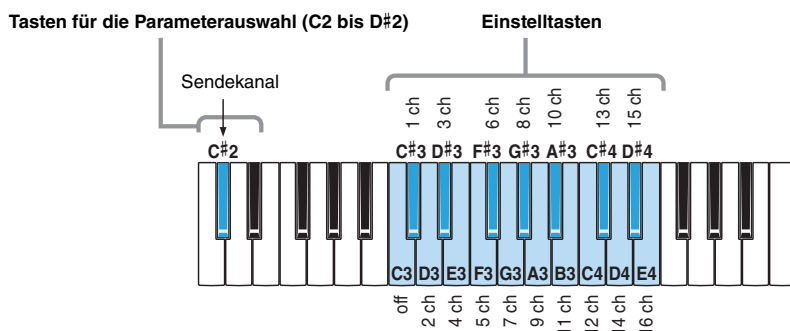 Tasten für die Parameterauswahl (C2 bis D♯2)
Einstelltasten
Sendekanal
1 ch
3 ch
6 ch
8 ch
10 ch
13 ch
15 ch
C♯2
C♯3 D♯3 F♯3 G♯3 A♯3 C♯4 D♯4
C3 D3 E3 F3 G3 A3 B3 C4 D4 E4
off
2 ch
4 ch
5 ch
7 ch
9 ch
11 ch
12 ch
14 ch
16 ch